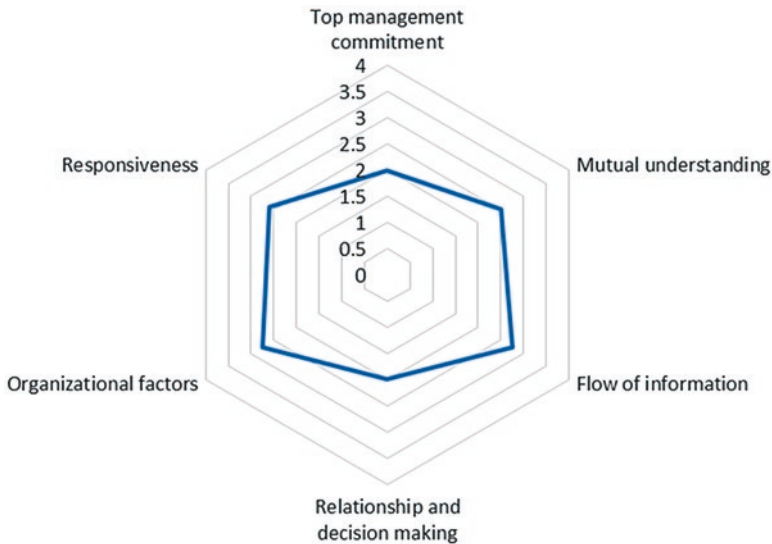 Top management
commitment
4
3.5
3
2.5
2
1.5
1
0.5
0
Responsiveness
Mutual understanding
Organizational factors
Flow of information
Relationship and
decision making